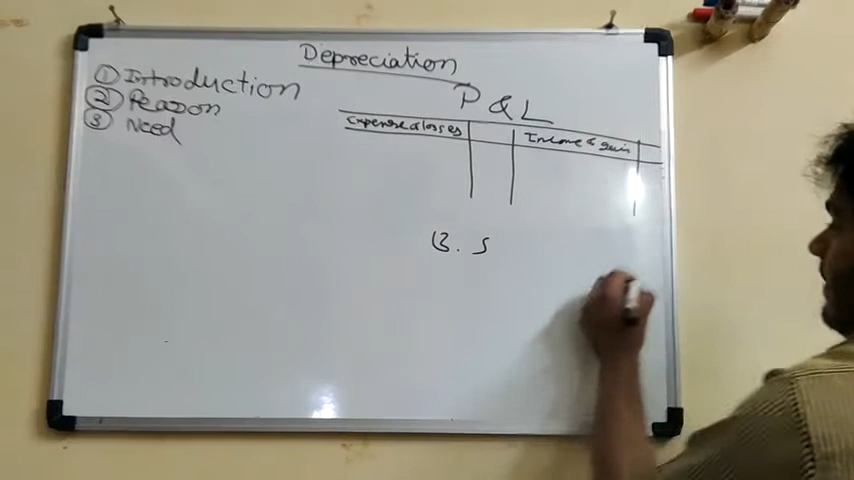 Depreciation
① Introduction
② Reason
③ Need
P & L
Expense & losses
Income & gain
B. S